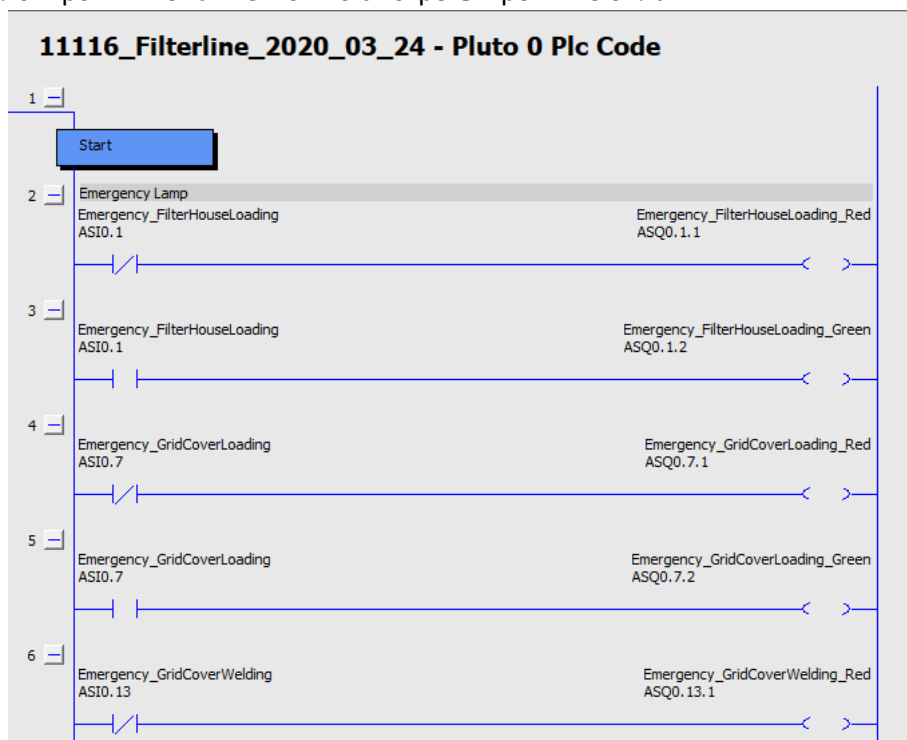 11116_Filterline_2020_03_24 - Pluto 0 Plc Code
1
Start
2
Emergency Lamp
Emergency_FilterHouseLoading Emergency_FilterHouseLoading_Red
ASI0.1 ASQ0.1.1
3
Emergency_FilterHouseLoading Emergency_FilterHouseLoading_Green
ASI0.1 ASQ0.1.2
4
Emergency_GridCoverLoading Emergency_GridCoverLoading_Red
ASI0.7 ASQ0.7.1
5
Emergency_GridCoverLoading Emergency_GridCoverLoading_Green
ASI0.7 ASQ0.7.2
6
Emergency_GridCoverWelding Emergency_GridCoverWelding_Red
ASI0.13 ASQ0.13.1